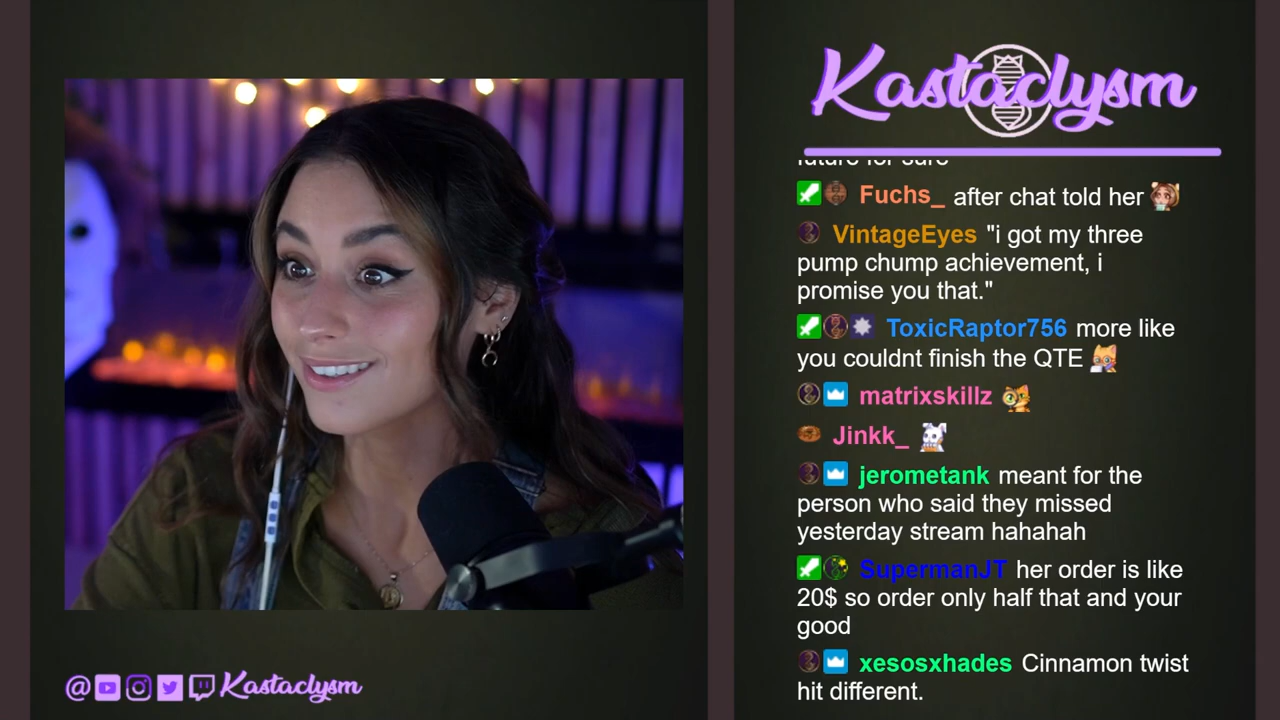 Kastaclysm
future for sure
Fuchs_ after chat told her
VintageEyes "i got my three
pump chump achievement, i
promise you that."
ToxicRaptor756 more like
you couldnt finish the QTE
matrixskillz
Jinkk_
jerometank meant for the
person who said they missed
yesterday stream hahahah
SupermanJT her order is like
20$ so order only half that and your
good
xesosxhades Cinnamon twist
hit different.
@ Kastaclysm